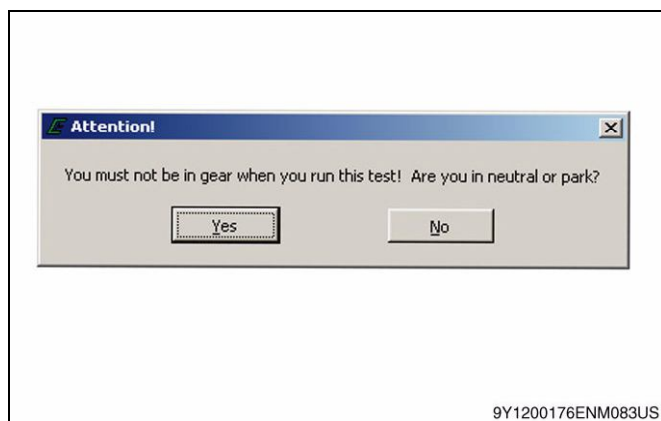 Attention!
You must not be in gear when you run this test! Are you in neutral or park?
Yes
No
9Y1200176ENM083US